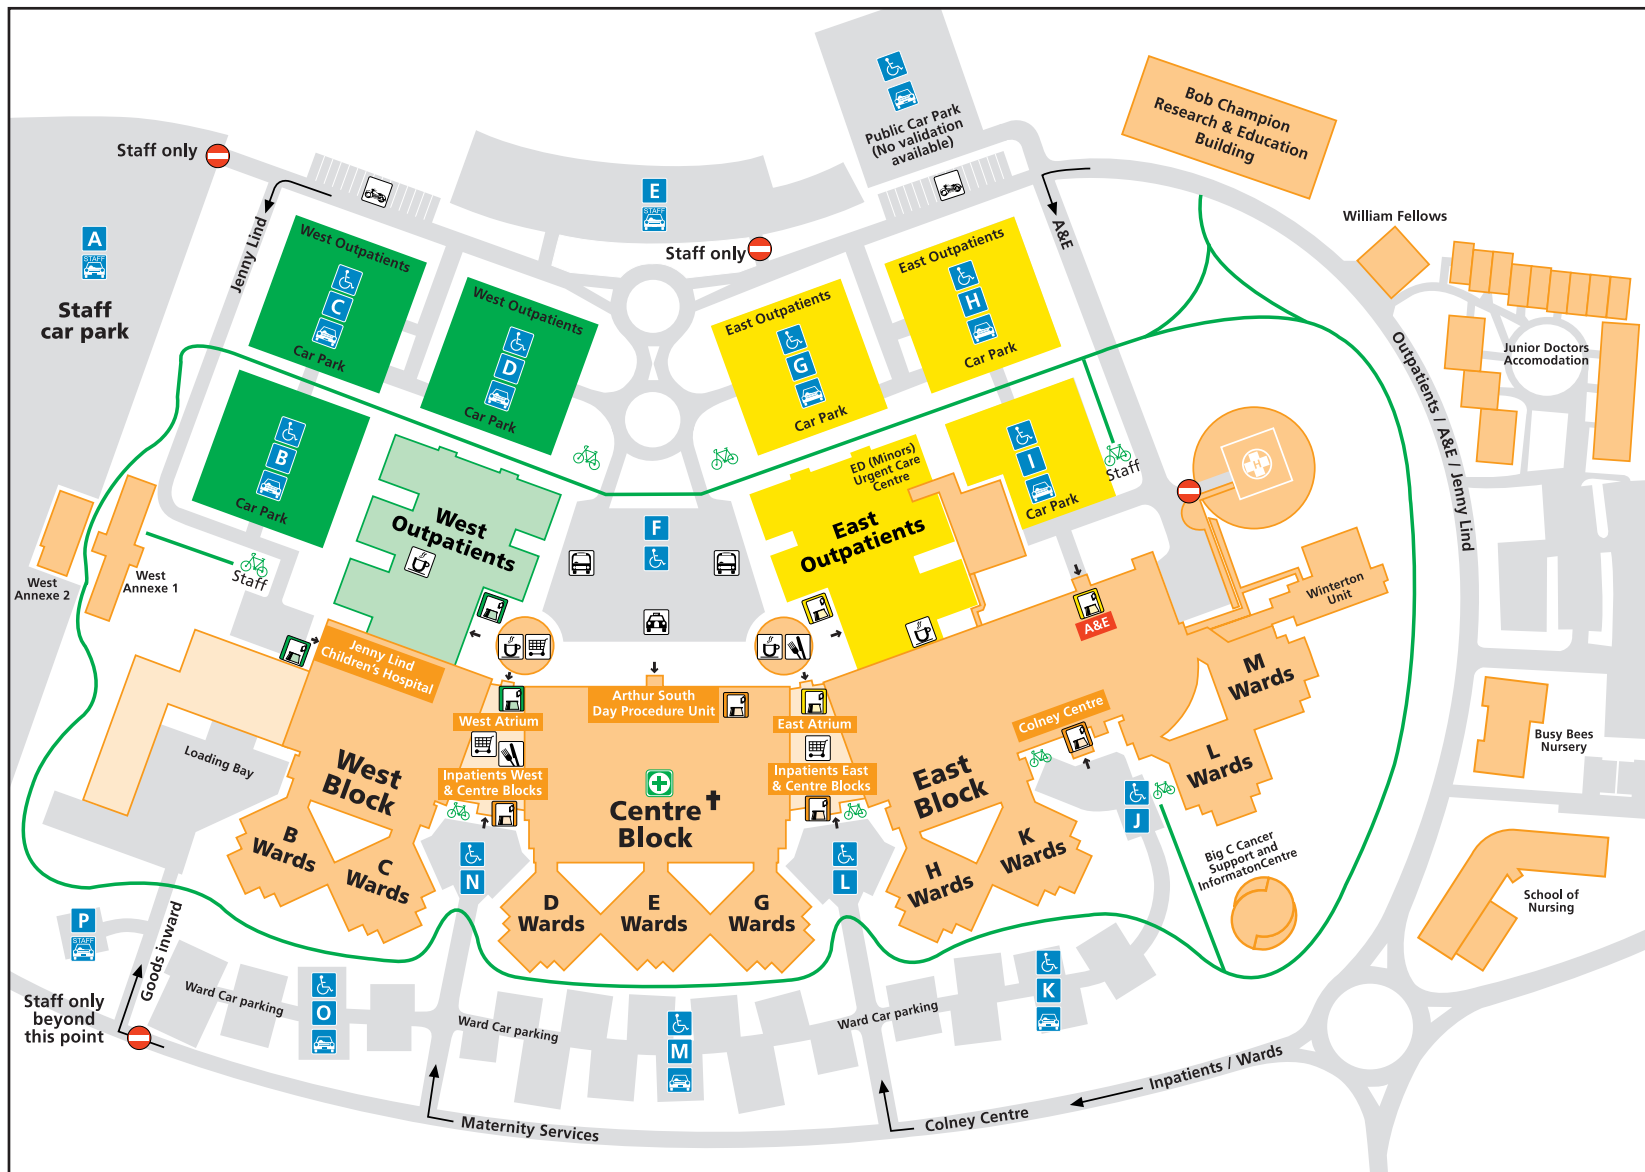 Staff only
A
STAFF
Staff
car park
Jenny Lind
West Outpatients
C
Car Park
West Outpatients
D
Car Park
B
Car Park
E
STAFF
Staff only
Public Car Park
(No validation
available)
A&E
East Outpatients
G
Car Park
East Outpatients
H
Car Park
I
Car Park
Staff
Bob Champion
Research & Education
Building
William Fellows
Junior Doctors
Accomodation
Outpatients / A&E / Jenny Lind
H
ED (Minors)
Urgent Care
Centre
East
Outpatients
West
Outpatients
F
West
Annexe 2
West
Annexe 1
Staff
Winterton
Unit
A&E
Jenny Lind
Children's Hospital
West Atrium
Arthur South
Day Procedure Unit
East Atrium
Colney Centre
M
Wards
L
Wards
Busy Bees
Nursery
Loading Bay
West
Block
Inpatients West
& Centre Blocks
Centre
Block
Inpatients East
& Centre Blocks
East
Block
J
B
Wards
C
Wards
N
D
Wards
E
Wards
G
Wards
L
H
Wards
K
Wards
Big C Cancer
Support and
InformatonCentre
School of
Nursing
P
STAFF
Goods inward
Staff only
beyond
this point
Ward Car parking
O
Ward Car parking
M
Ward Car parking
K
Inpatients / Wards
Colney Centre
Maternity Services